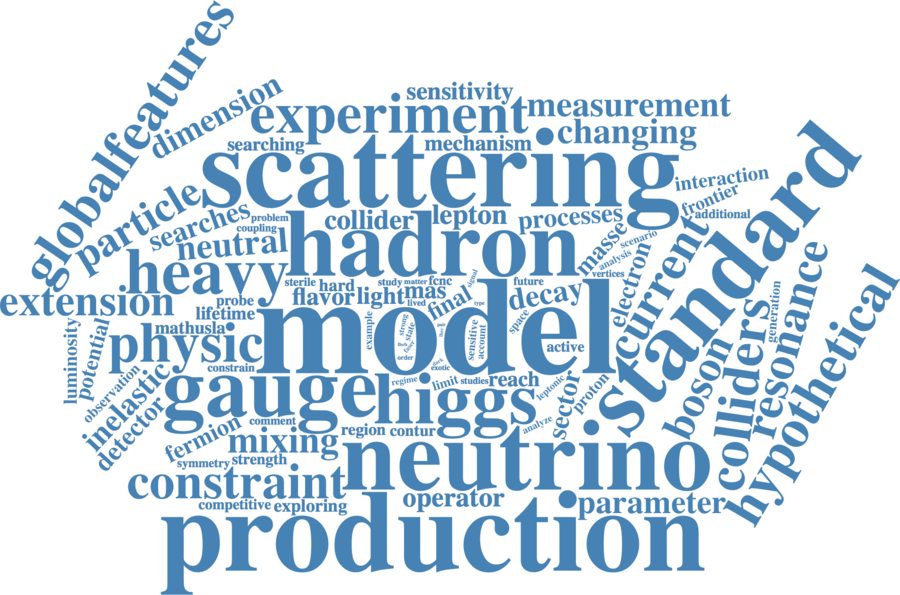 globalfeatures
dimension
sensitivity
experiment
measurement
searching
mechanism
changing
scattering
interaction
frontier
additional
standard
particle
searches
problem
coupling
collider
lepton
processes
masse
scenario
analysis
vertices
neutral
hadron
heavy
sterile
hard
study
matter
fcnc
signal
future
electron
current
extension
probe
flavor
light
mas
lived
final
type
decay
space
lifetime
mathusla
model
example
strong
state
order
exotic
sensitive
account
active
luminosity
potential
physic
constrain
observation
inelastic
detector
gauge
higgs
regime
limit
studies
reach
leptonic
sector
proton
boson
colliders
resonance
generation
hypothetical
comment
fermion
mixing
region
contur
analyze
symmetry
strength
neutrino
constraint
operator
parameter
competitive
exploring
production